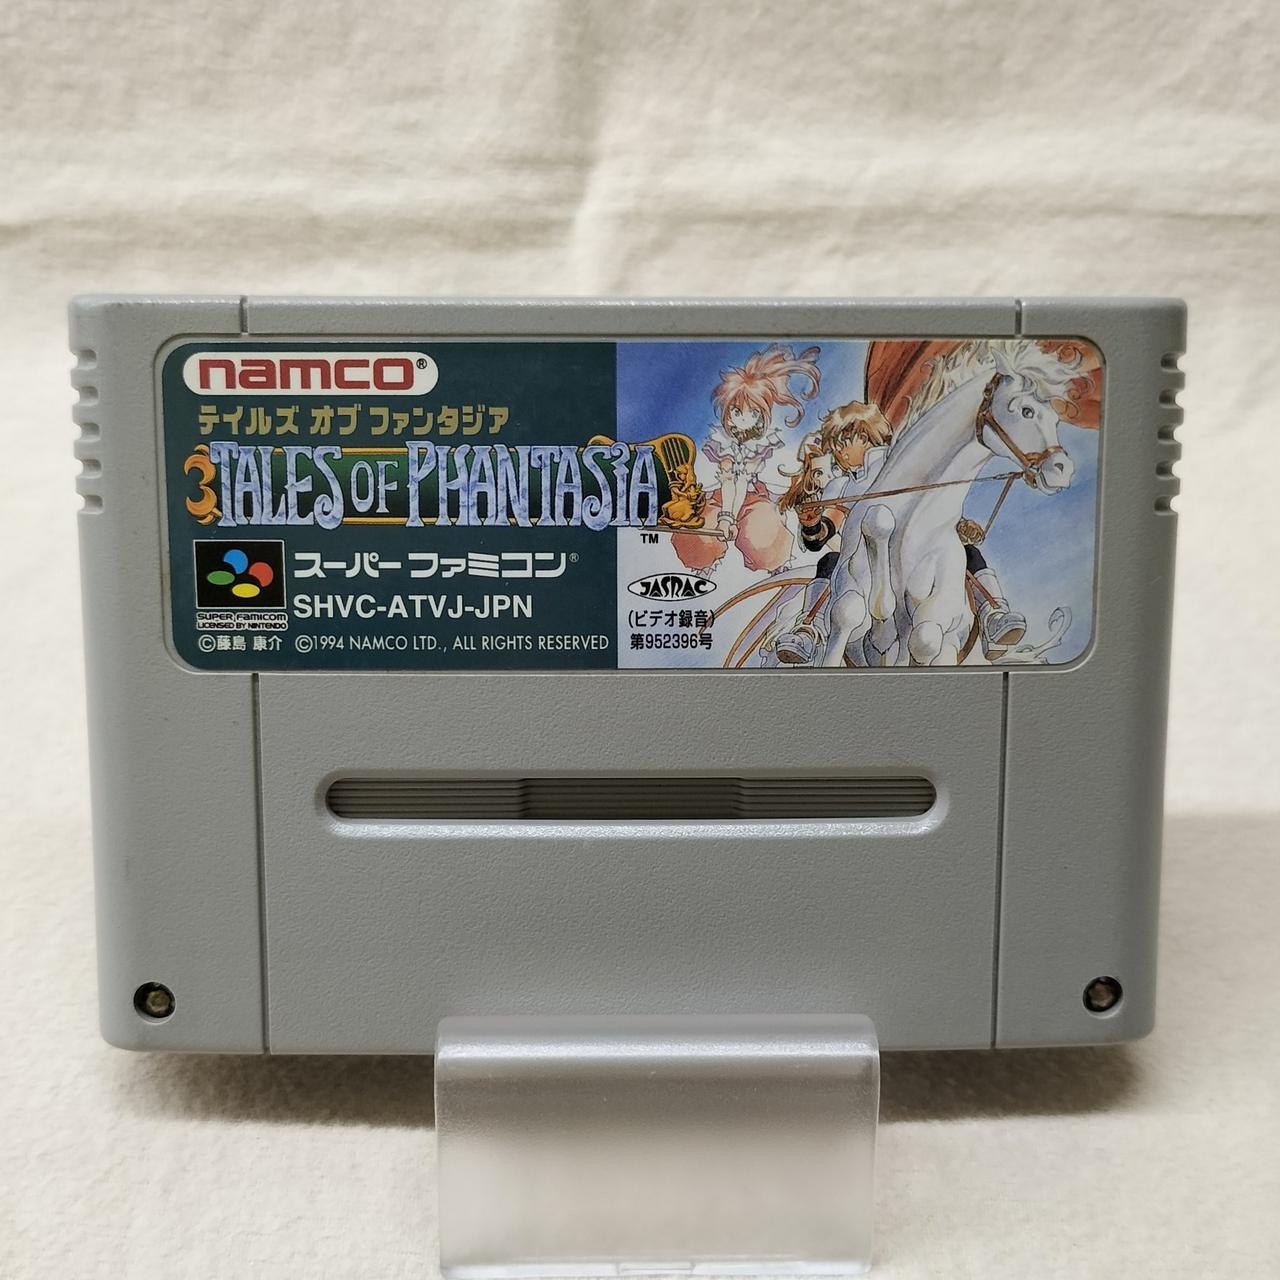 namco®
テイルズ オブ ファンタジア
TALES OF PHANTASIA
TM
スーパーファミコン®
SHVC-ATVJ-JPN
SUPER FAMICOM
LICENSED BY NINTENDO
JASRAC
(ビデオ録音)
第952396号
©藤島 康介 ©1994 NAMCO LTD., ALL RIGHTS RESERVED